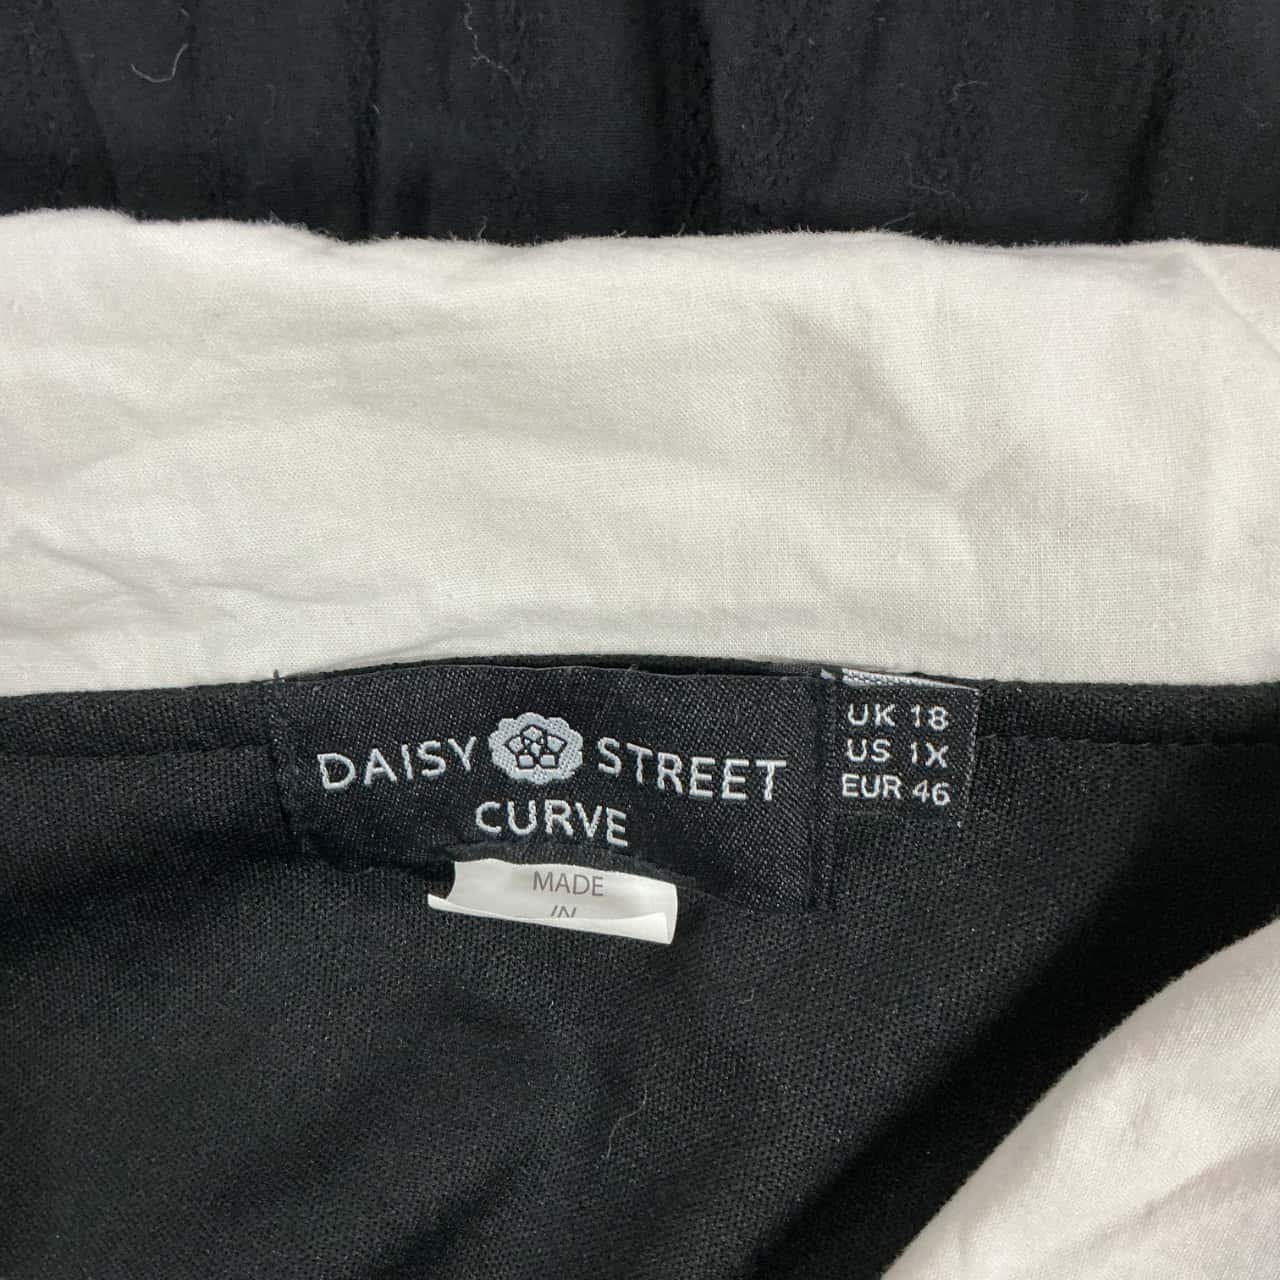 DAISY STREET
CURVE
UK 18
US 1X
EUR 46
MADE
IN